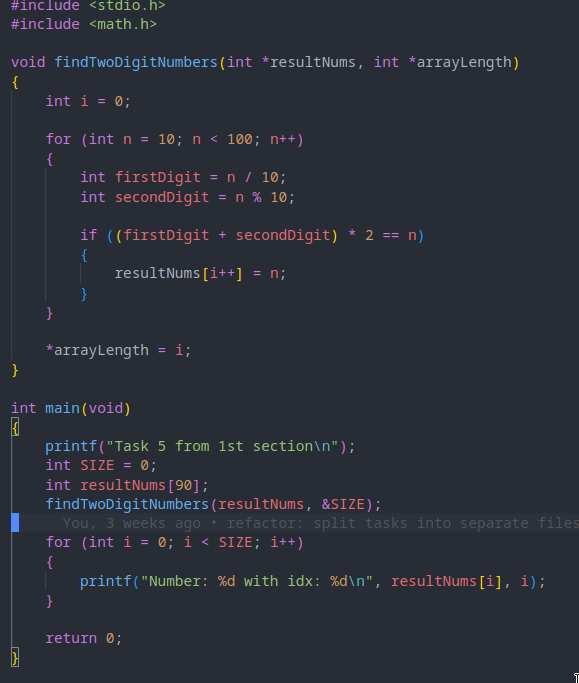 #include <stdio.h>
#include <math.h>

void findTwoDigitNumbers(int *resultNums, int *arrayLength)
{
    int i = 0;

    for (int n = 10; n < 100; n++)
    {
        int firstDigit = n / 10;
        int secondDigit = n % 10;

        if ((firstDigit + secondDigit) * 2 == n)
        {
            resultNums[i++] = n;
        }
    }

    *arrayLength = i;
}

int main(void)
{
    printf("Task 5 from 1st section\n");
    int SIZE = 0;
    int resultNums[90];
    findTwoDigitNumbers(resultNums, &SIZE);
      You, 3 weeks ago • refactor: split tasks into separate files
    for (int i = 0; i < SIZE; i++)
    {
        printf("Number: %d with idx: %d\n", resultNums[i], i);
    }

    return 0;
}